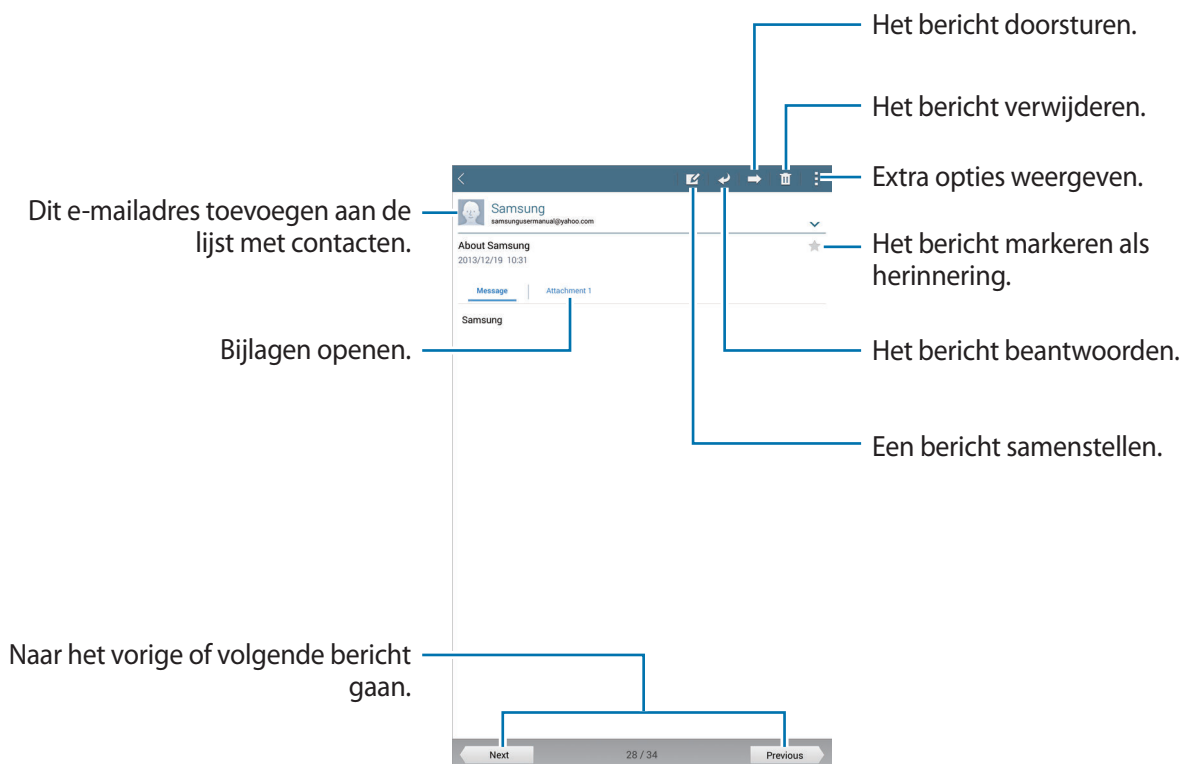 Het bericht doorsturen.
Het bericht verwijderen.
Extra opties weergeven.
Dit e-mailadres toevoegen aan de
lijst met contacten.
Samsung
samsungusermanual@yahoo.com
Het bericht markeren als
herinnering.
About Samsung
2013/12/19 10:31
Message
Attachment 1
Samsung
Bijlagen openen.
Het bericht beantwoorden.
Een bericht samenstellen.
Naar het vorige of volgende bericht
gaan.
Next
28 / 34
Previous